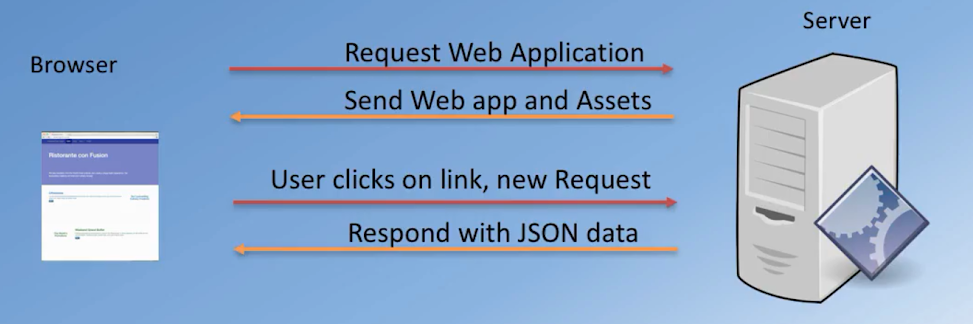 Server
Browser
Request Web Application
Send Web app and Assets
User clicks on link, new Request
Respond with JSON data
Ristorante con Fusion